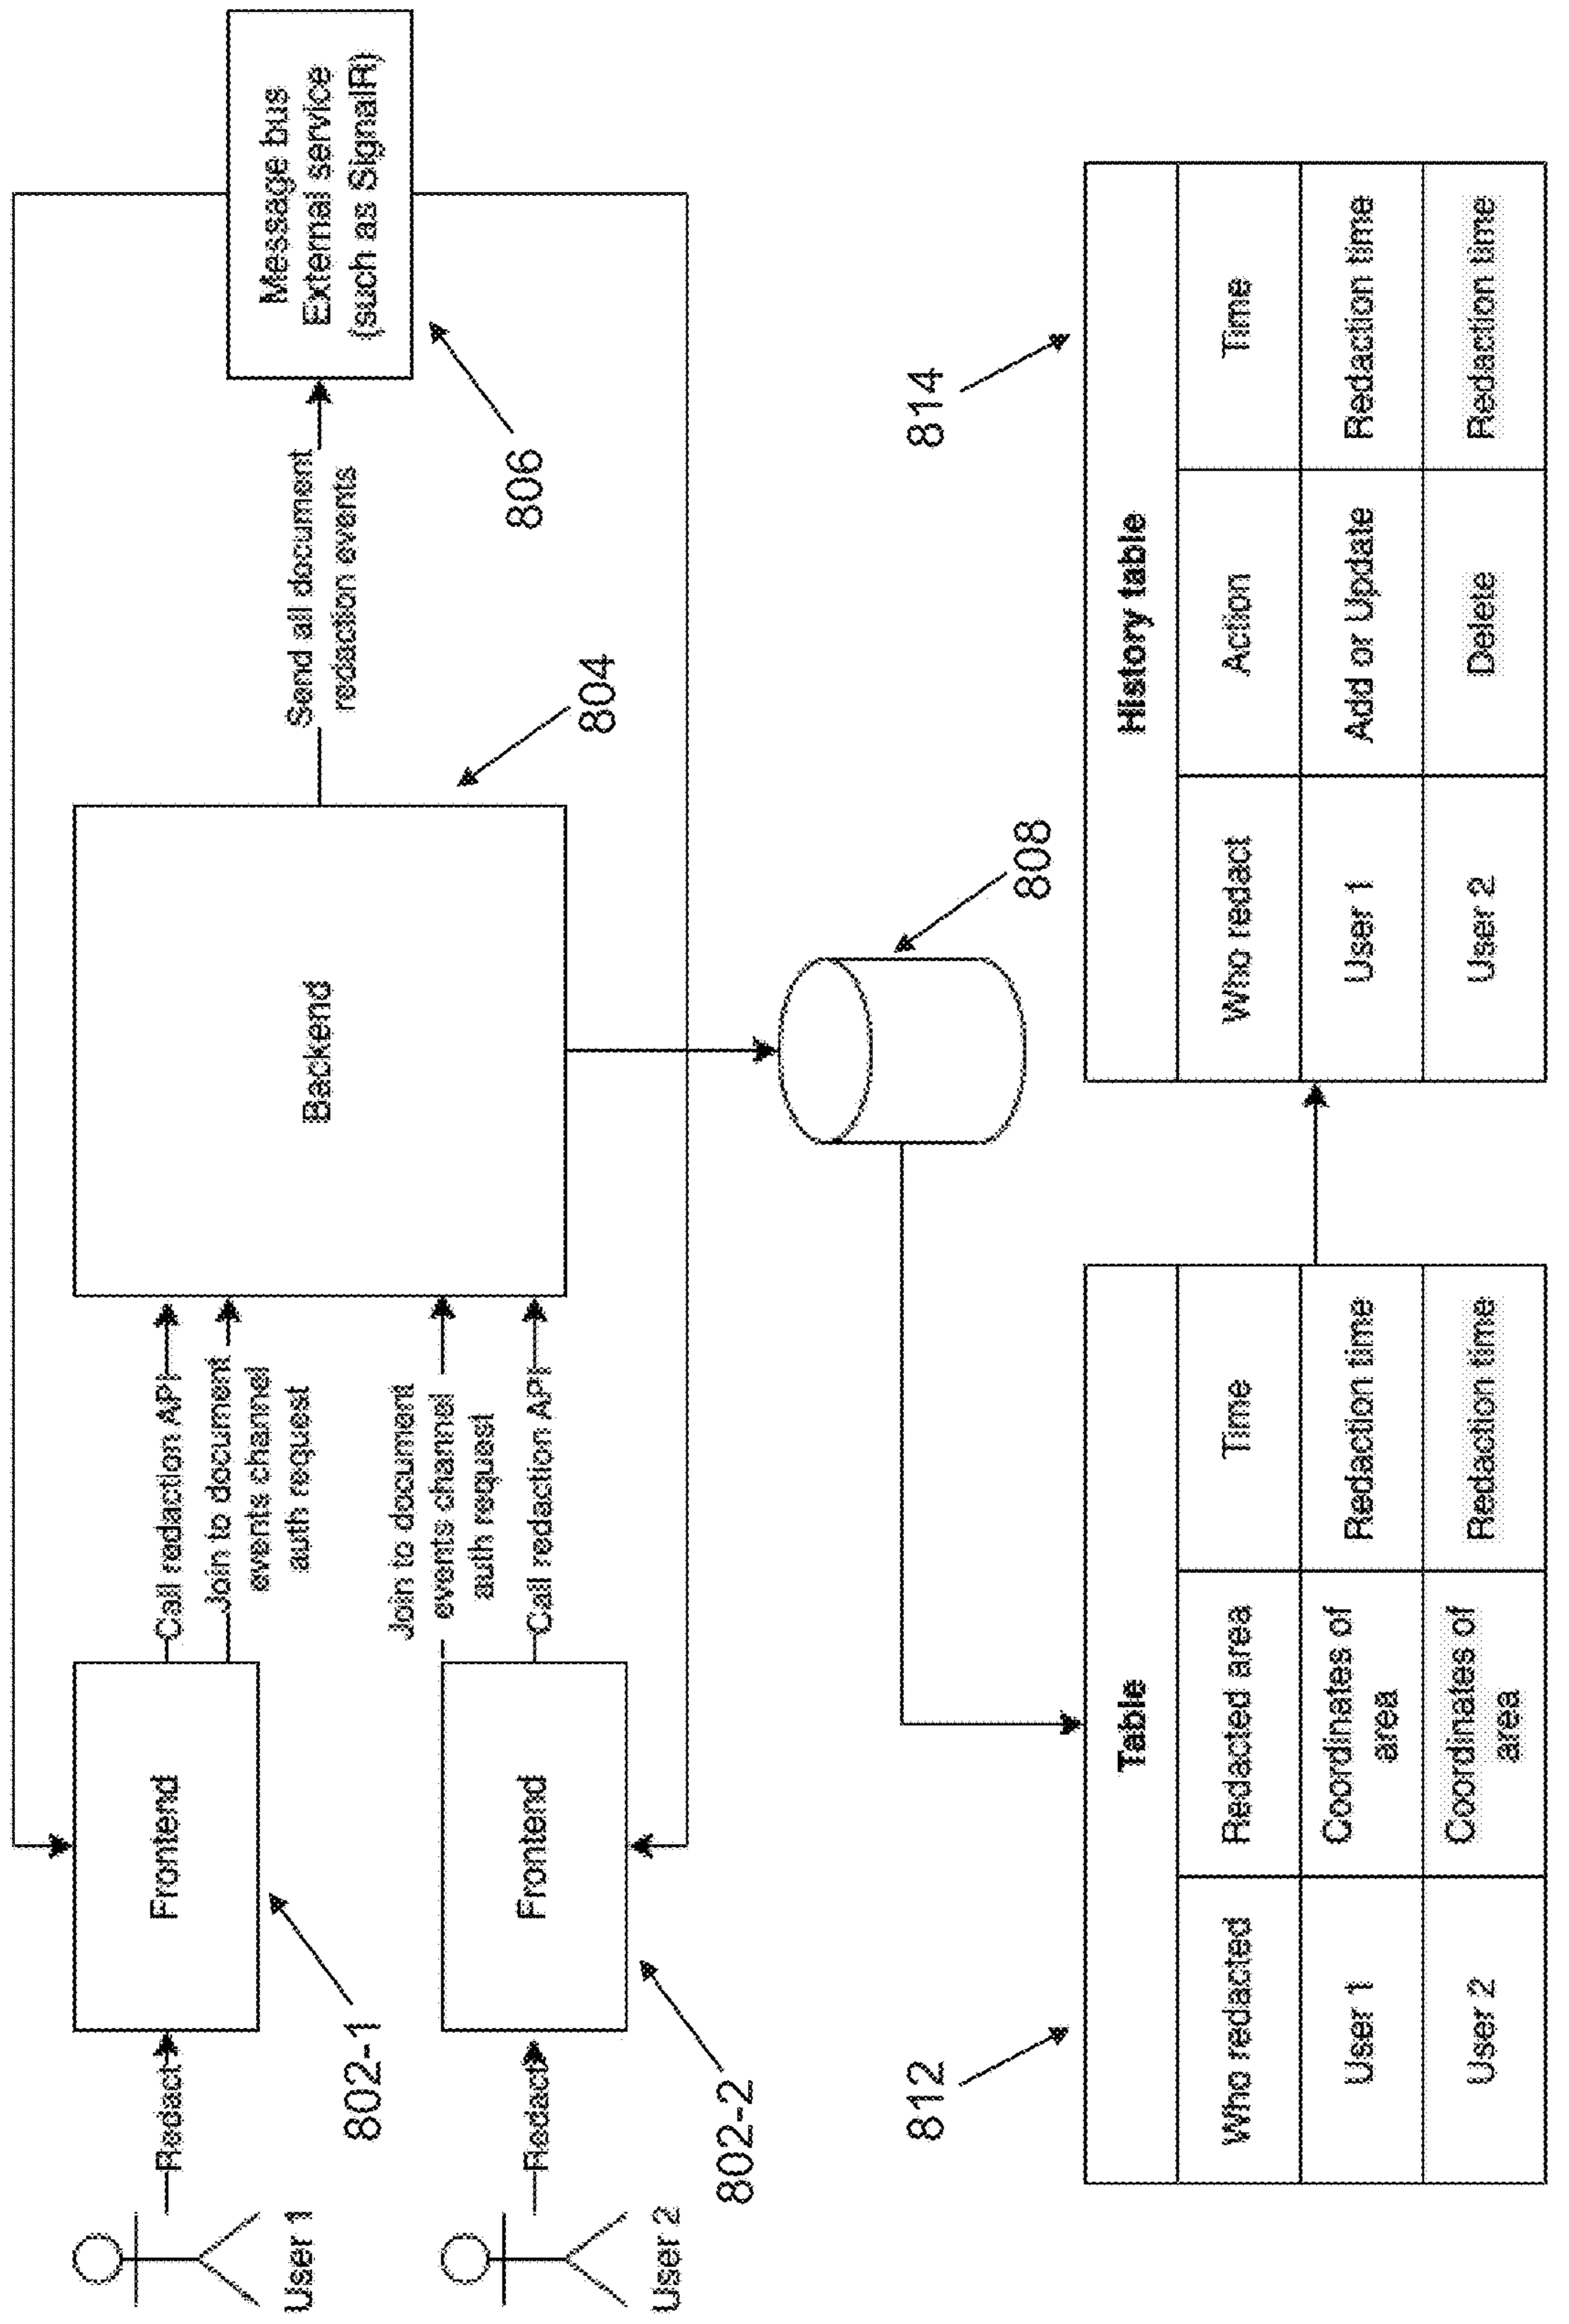 User 1
Redact
Frontend
802-1
Call redaction API
Join to document
events channel
auth request
User 2
Redact
Frontend
802-2
Join to document
events channel
auth request
Call redaction API
Backend
804
Send all document
redaction events
Message bus
External service
(such as SignalR)
806
808
812
Table
Who redacted
Redacted area
Time
User 1
Coordinates of
area
Redaction time
User 2
Coordinates of
area
Redaction time
814
History table
Who redact
Action
Time
User 1
Add or Update
Redaction time
User 2
Delete
Redaction time